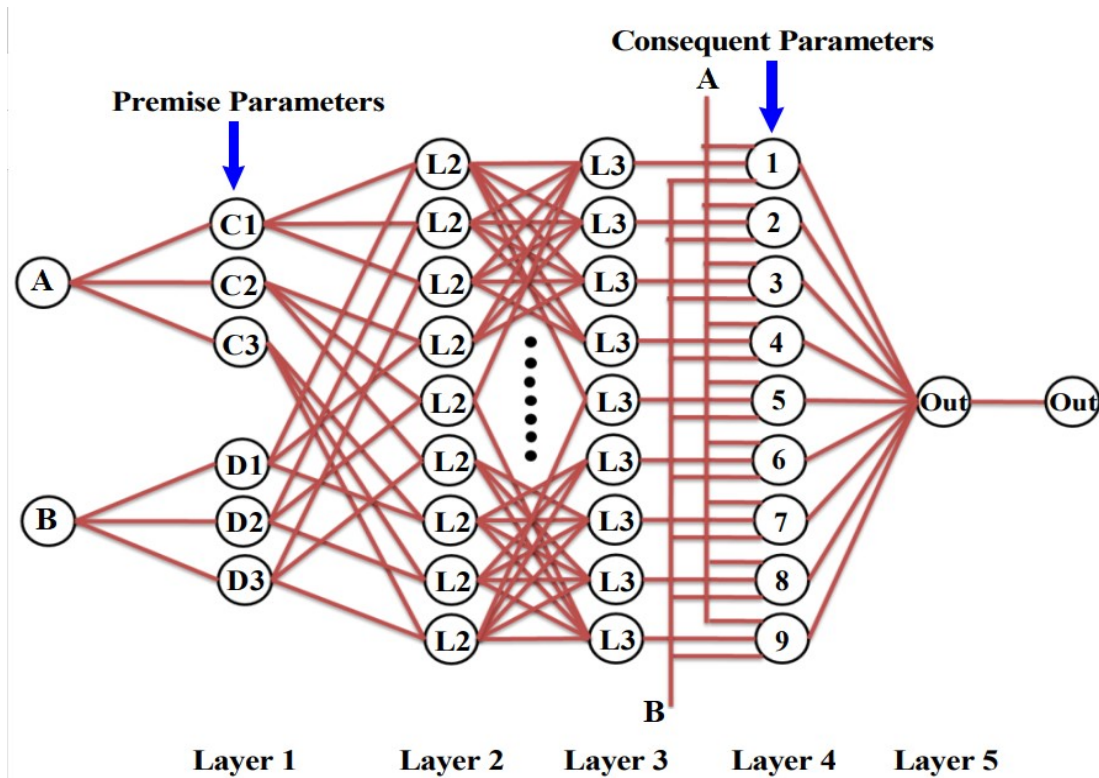 Consequent Parameters
A
Premise Parameters
L2 L3 1
C1 L2 L3 2
A C2 L2 L3 3
C3 L2 L3 4
L2 L3 5 Out Out
D1 L2 L3 6
B D2 L2 L3 7
D3 L2 L3 8
L2 L3 9
B
Layer 1 Layer 2 Layer 3 Layer 4 Layer 5